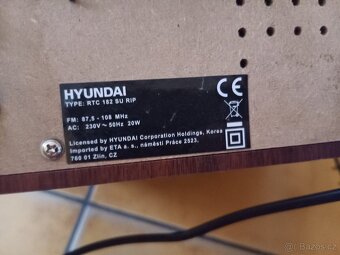 HYUNDAI
TYPE: RTC 182 SU RIP
FM: 87,5 - 108 MHz
AC: 230V ~ 50Hz 20W
Licensed by HYUNDAI Corporation Holdings, Korea
Imported by ETA a.s., náměstí Práce 2523,
760 01 Zlín, CZ
CE
bazoš.cz